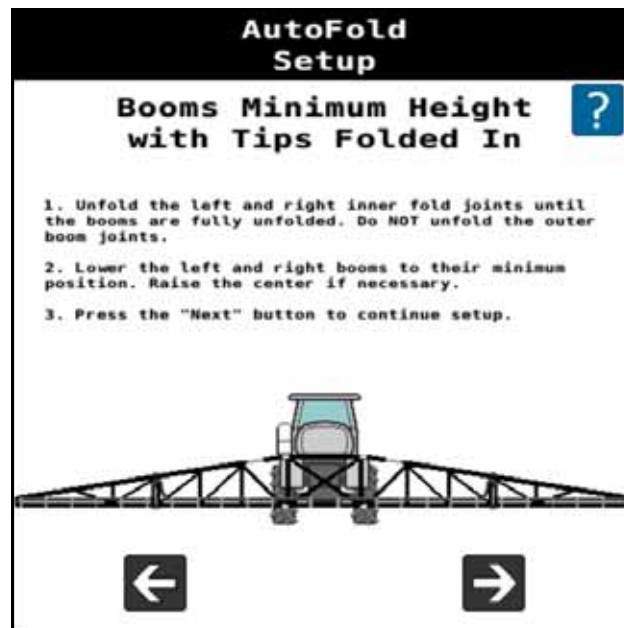 AutoFold
Setup
Booms Minimum Height
with Tips Folded In
?
1. Unfold the left and right inner fold joints until
the booms are fully unfolded. Do NOT unfold the outer
boom joints.
2. Lower the left and right booms to their minimum
position. Raise the center if necessary.
3. Press the "Next" button to continue setup.